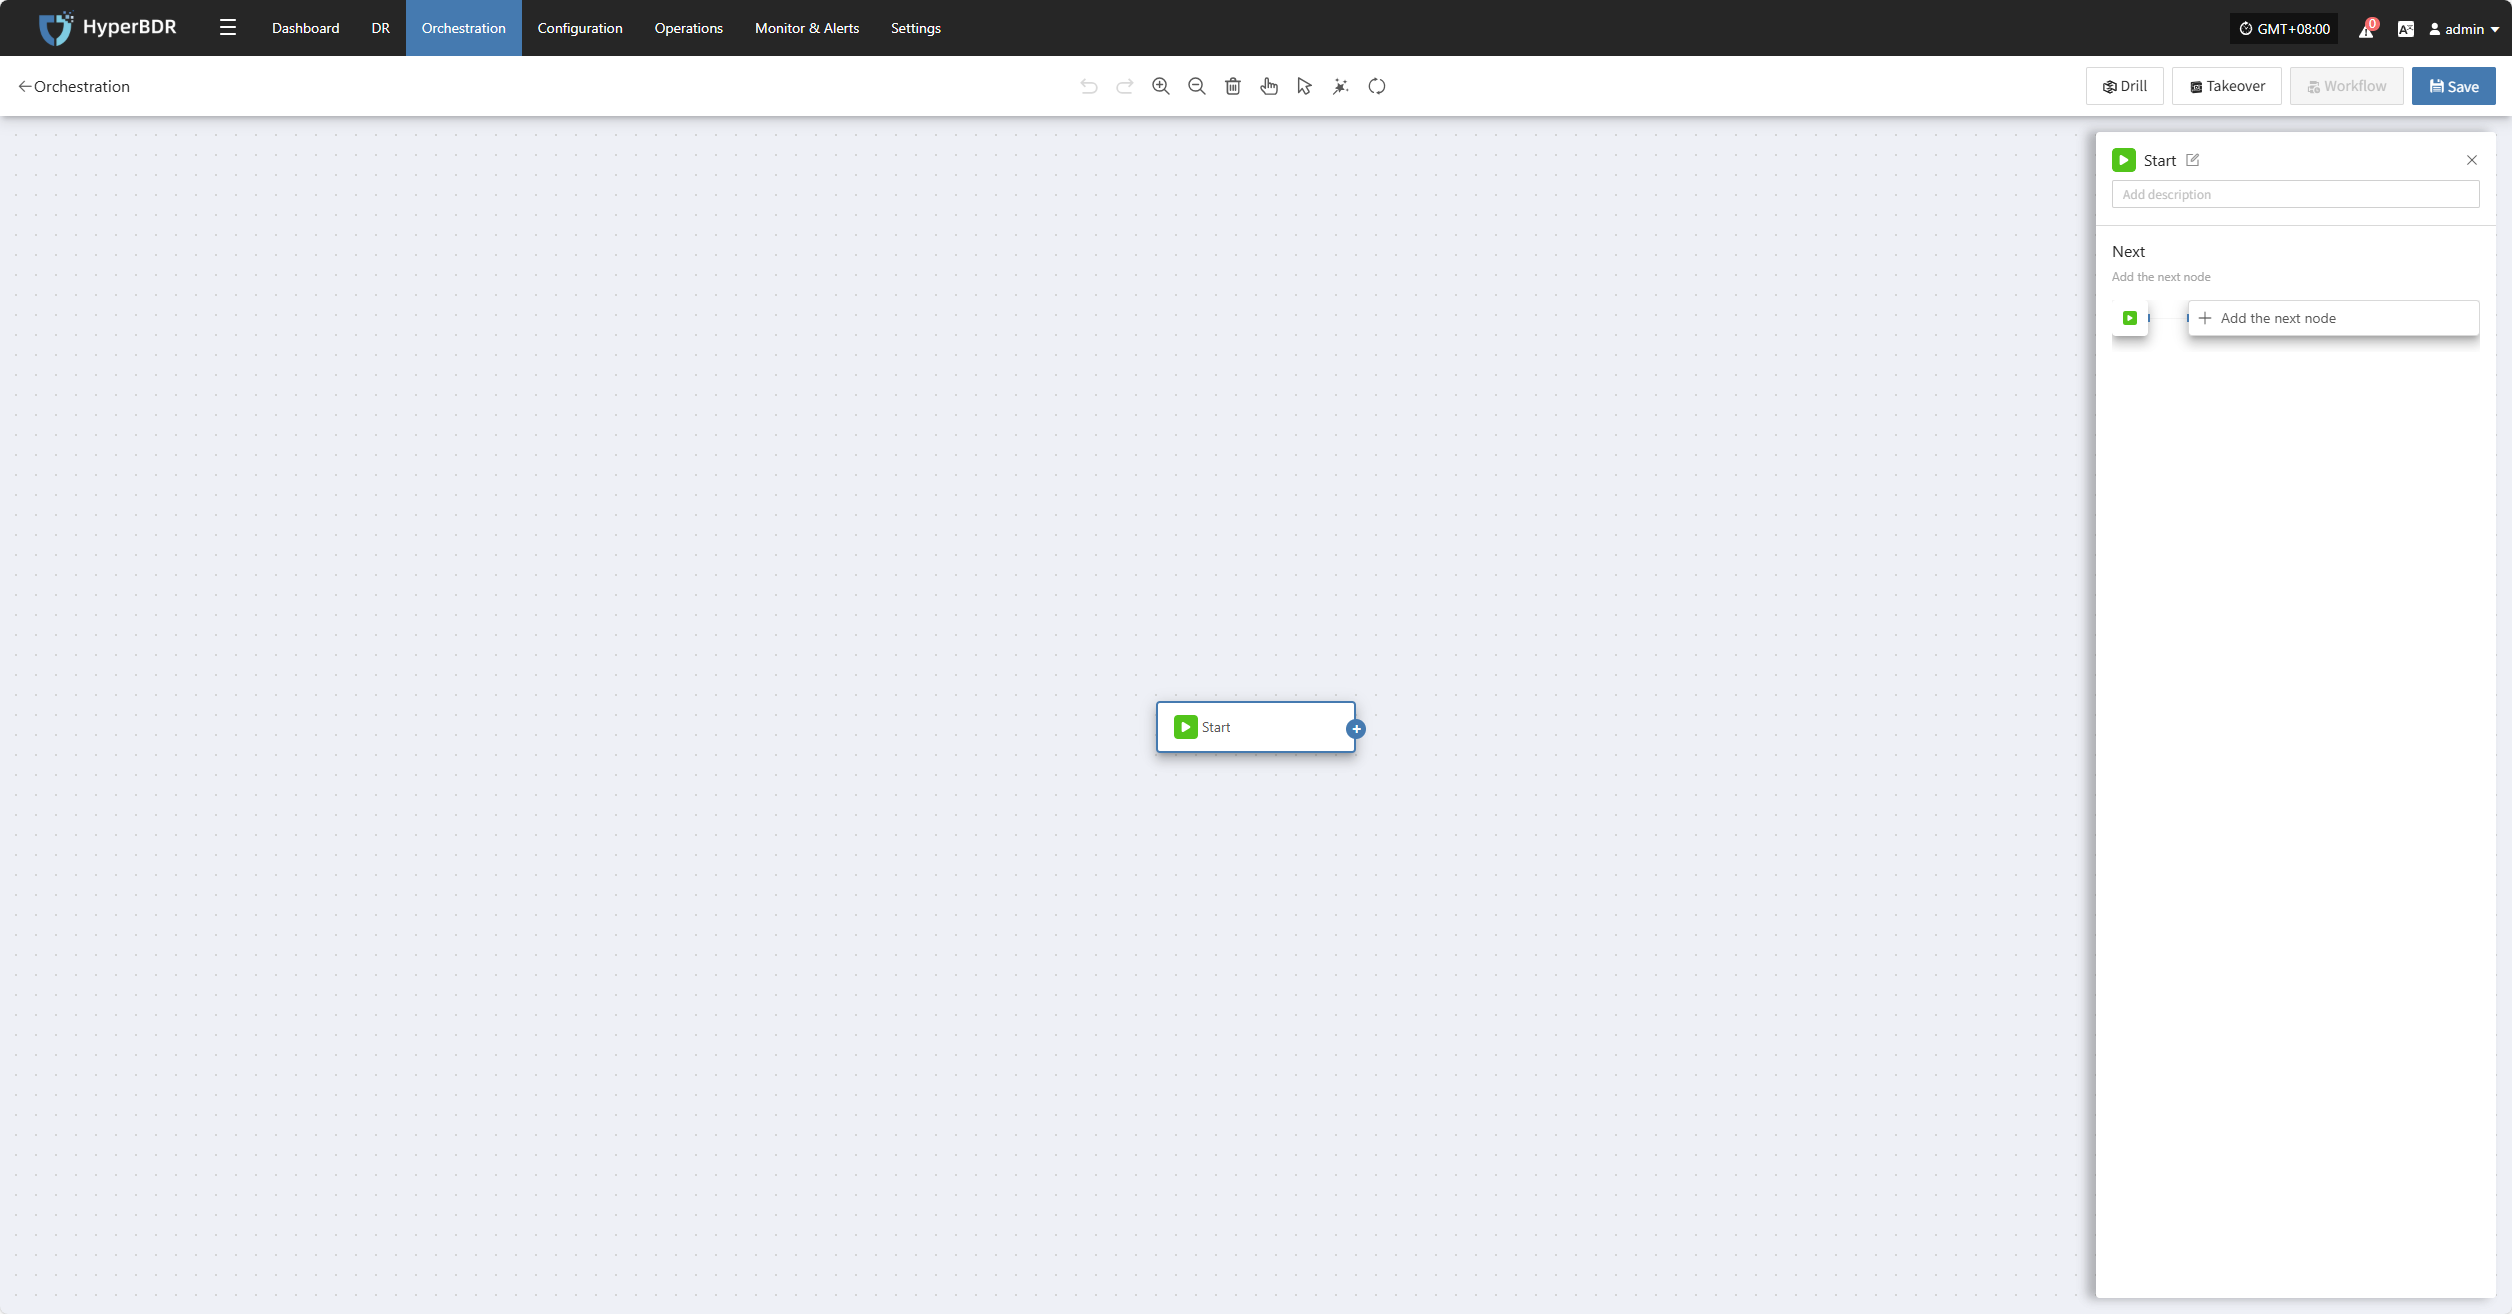 HyperBDR
Dashboard
DR
Orchestration
Configuration
Operations
Monitor & Alerts
Settings
GMT+08:00
0
admin
Orchestration
Drill
Takeover
Workflow
Save
Start
Add description
Next
Add the next node
Add the next node
Start